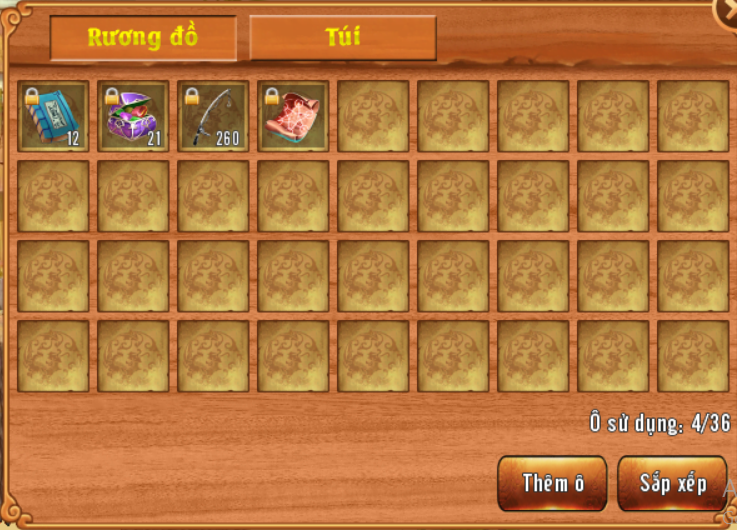 Rương đồ
Túi
12
21
260
Ô sử dụng: 4/36
Thêm ô
Sắp xếp